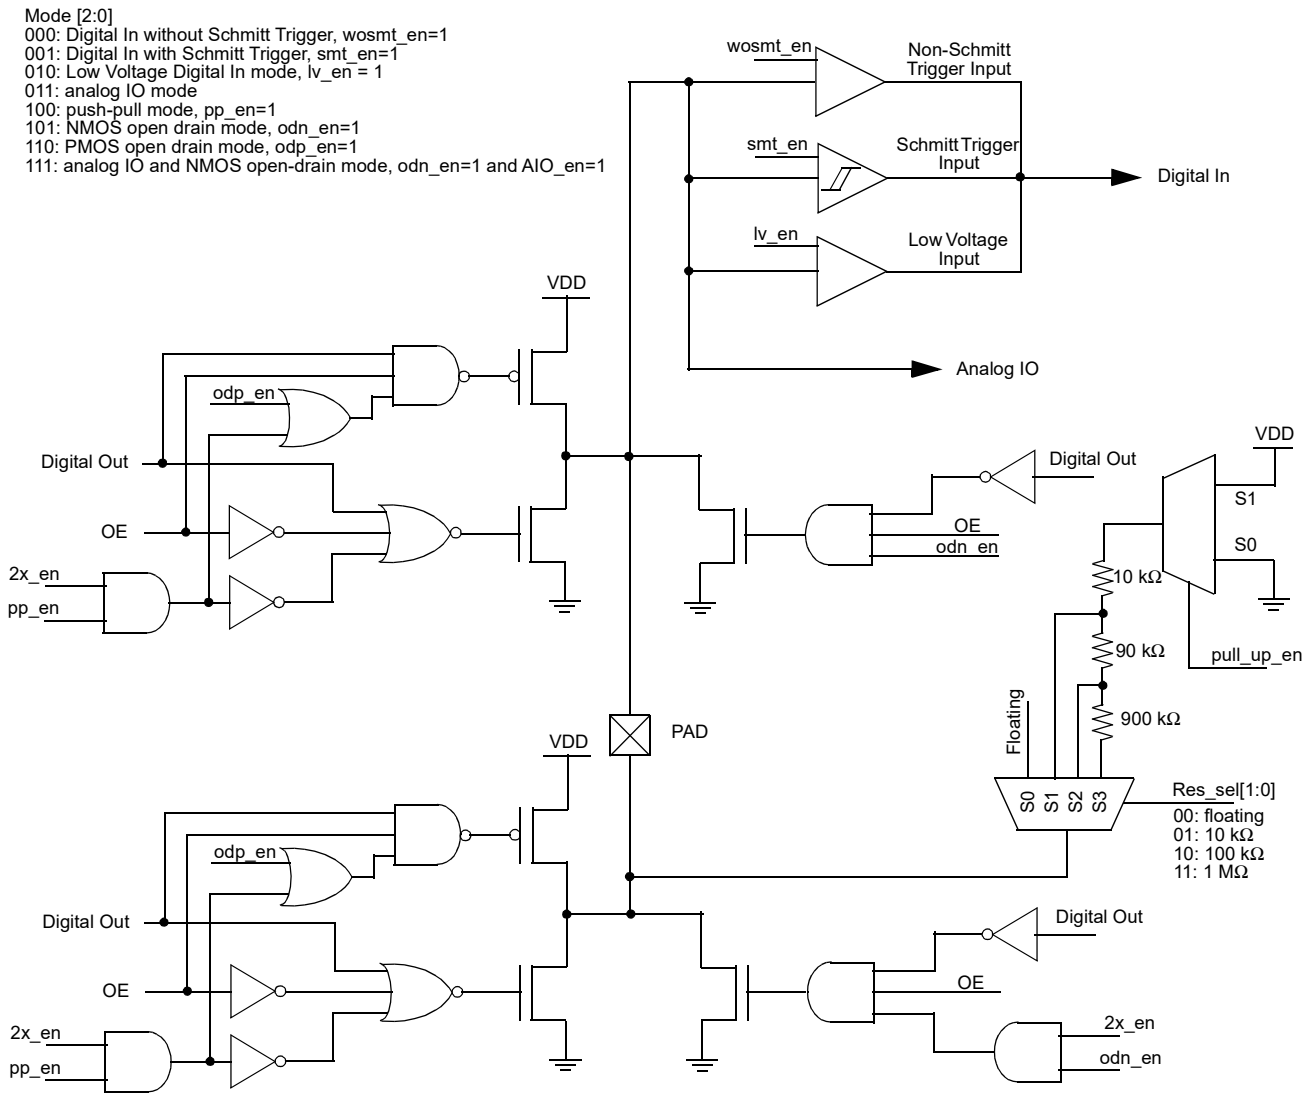 Mode [2:0]
000: Digital In without Schmitt Trigger, wosmt_en=1
001: Digital In with Schmitt Trigger, smt_en=1
010: Low Voltage Digital In mode, lv_en = 1
011: analog IO mode
100: push-pull mode, pp_en=1
101: NMOS open drain mode, odn_en=1
110: PMOS open drain mode, odp_en=1
111: analog IO and NMOS open-drain mode, odn_en=1 and AIO_en=1
wosmt_en
Non-Schmitt
Trigger Input
smt_en
Schmitt Trigger
Input
Digital In
lv_en
Low Voltage
Input
Analog IO
VDD
odp_en
Digital Out
OE
2x_en
pp_en
Digital Out
OE
odn_en
VDD
S1
S0
10 kΩ
90 kΩ
pull_up_en
900 kΩ
Floating
S0
S1
S2
S3
Res_sel[1:0]
00: floating
01: 10 kΩ
10: 100 kΩ
11: 1 MΩ
PAD
VDD
odp_en
Digital Out
OE
2x_en
pp_en
Digital Out
OE
2x_en
odn_en